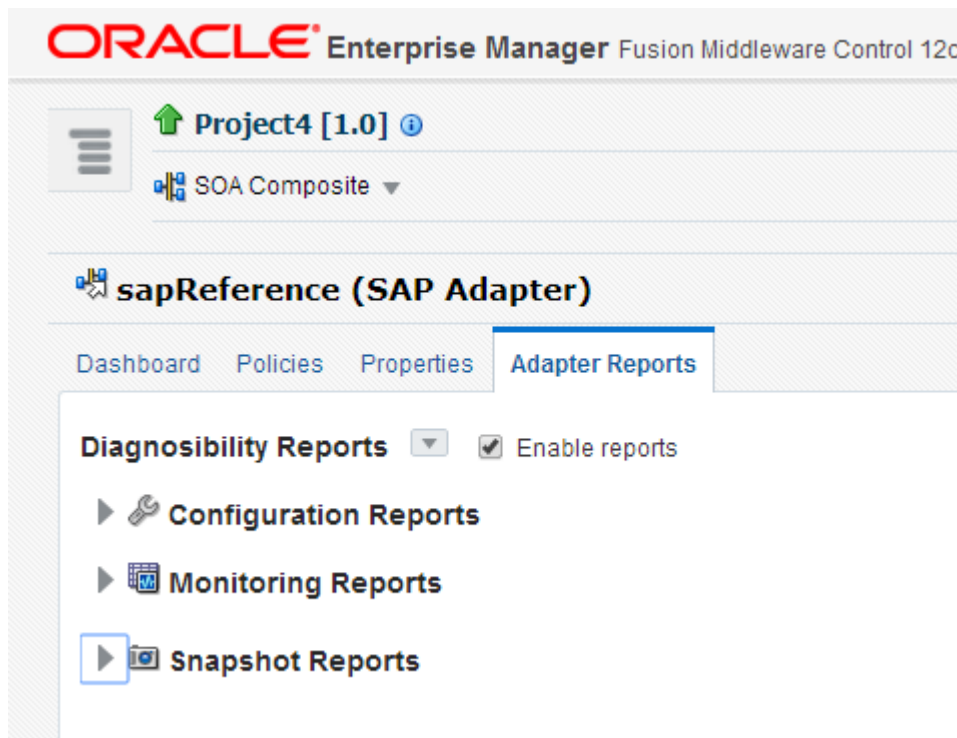 ORACLE Enterprise Manager Fusion Middleware Control 12c
Project4 [1.0]
SOA Composite
sapReference (SAP Adapter)
Dashboard Policies Properties Adapter Reports
Diagnosibility Reports Enable reports
Configuration Reports
Monitoring Reports
Snapshot Reports